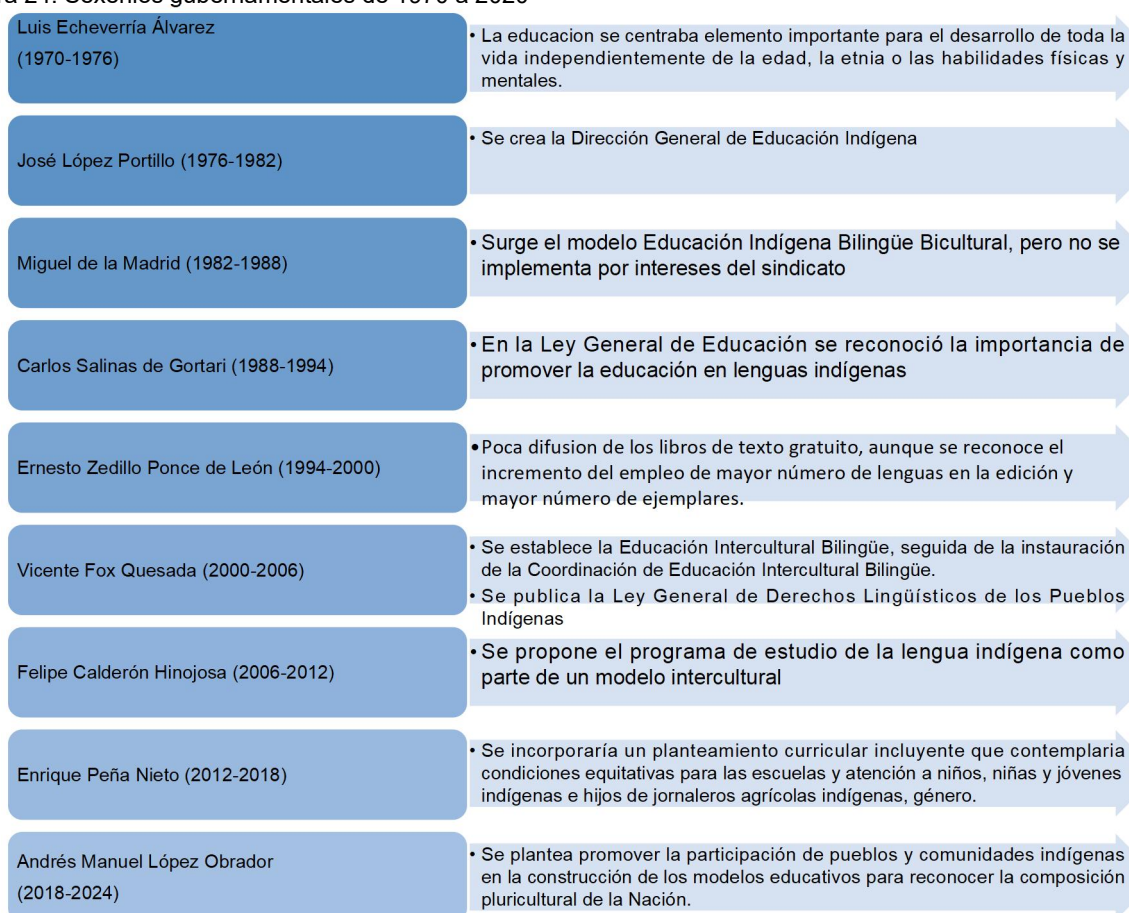 Luis Echeverría Álvarez
(1970-1976)
• La educacion se centraba elemento importante para el desarrollo de toda la
vida independientemente de la edad, la etnia o las habilidades físicas y
mentales.
José López Portillo (1976-1982)
• Se crea la Dirección General de Educación Indígena
Miguel de la Madrid (1982-1988)
• Surge el modelo Educación Indígena Bilingüe Bicultural, pero no se
implementa por intereses del sindicato
Carlos Salinas de Gortari (1988-1994)
• En la Ley General de Educación se reconoció la importancia de
promover la educación en lenguas indígenas
Ernesto Zedillo Ponce de León (1994-2000)
• Poca difusion de los libros de texto gratuito, aunque se reconoce el
incremento del empleo de mayor número de lenguas en la edición y
mayor número de ejemplares.
Vicente Fox Quesada (2000-2006)
• Se establece la Educación Intercultural Bilingüe, seguida de la instauración
de la Coordinación de Educación Intercultural Bilingüe.
• Se publica la Ley General de Derechos Lingüísticos de los Pueblos
Indígenas
Felipe Calderón Hinojosa (2006-2012)
• Se propone el programa de estudio de la lengua indígena como
parte de un modelo intercultural
Enrique Peña Nieto (2012-2018)
• Se incorporaría un planteamiento curricular incluyente que contemplaria
condiciones equitativas para las escuelas y atención a niños, niñas y jóvenes
indígenas e hijos de jornaleros agrícolas indígenas, género.
Andrés Manuel López Obrador
(2018-2024)
• Se plantea promover la participación de pueblos y comunidades indígenas
en la construcción de los modelos educativos para reconocer la composición
pluricultural de la Nación.